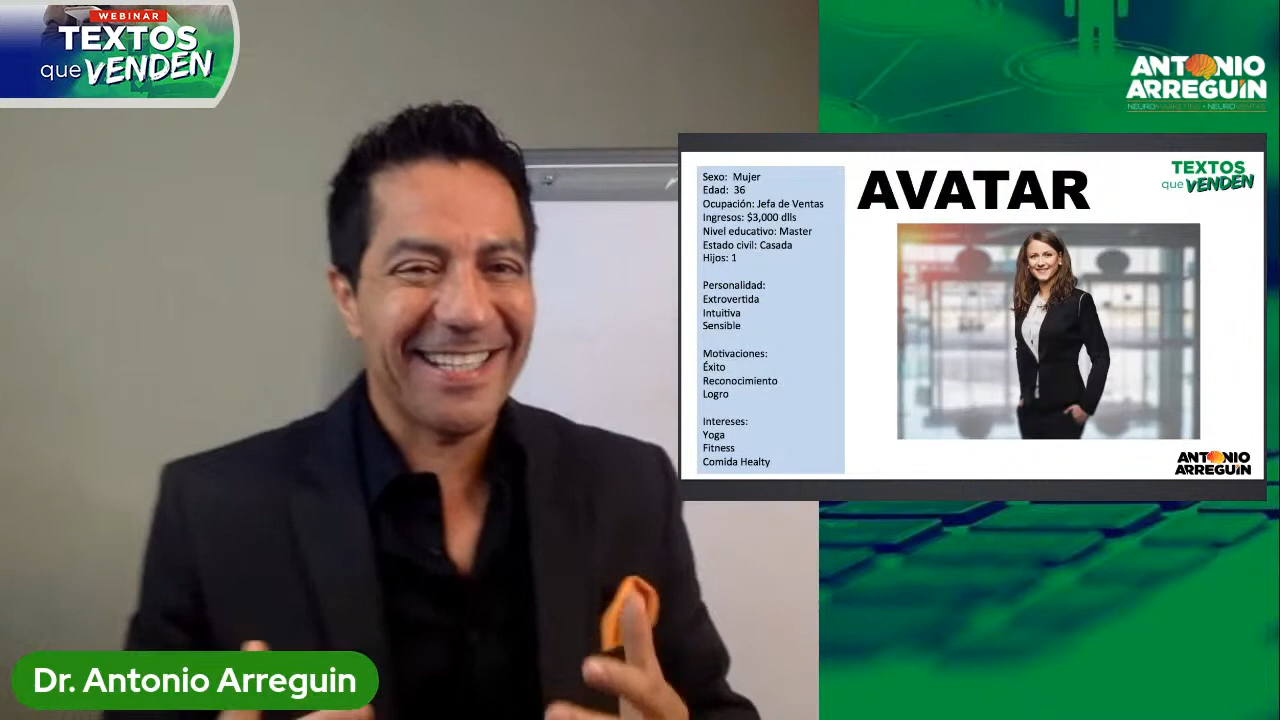 WEBINAR
TEXTOS
que VENDEN
ANTONIO
ARREGUIN
NEUROMARKETING + NEUROVENTAS
Sexo: Mujer
Edad: 36
Ocupación: Jefa de Ventas
Ingresos: $3,000 dlls
Nivel educativo: Master
Estado civil: Casada
Hijos: 1
Personalidad:
Extrovertida
Intuitiva
Sensible
Motivaciones:
Éxito
Reconocimiento
Logro
Intereses:
Yoga
Fitness
Comida Healty
AVATAR
TEXTOS
que VENDEN
ANTONIO
ARREGUIN
Dr. Antonio Arreguin